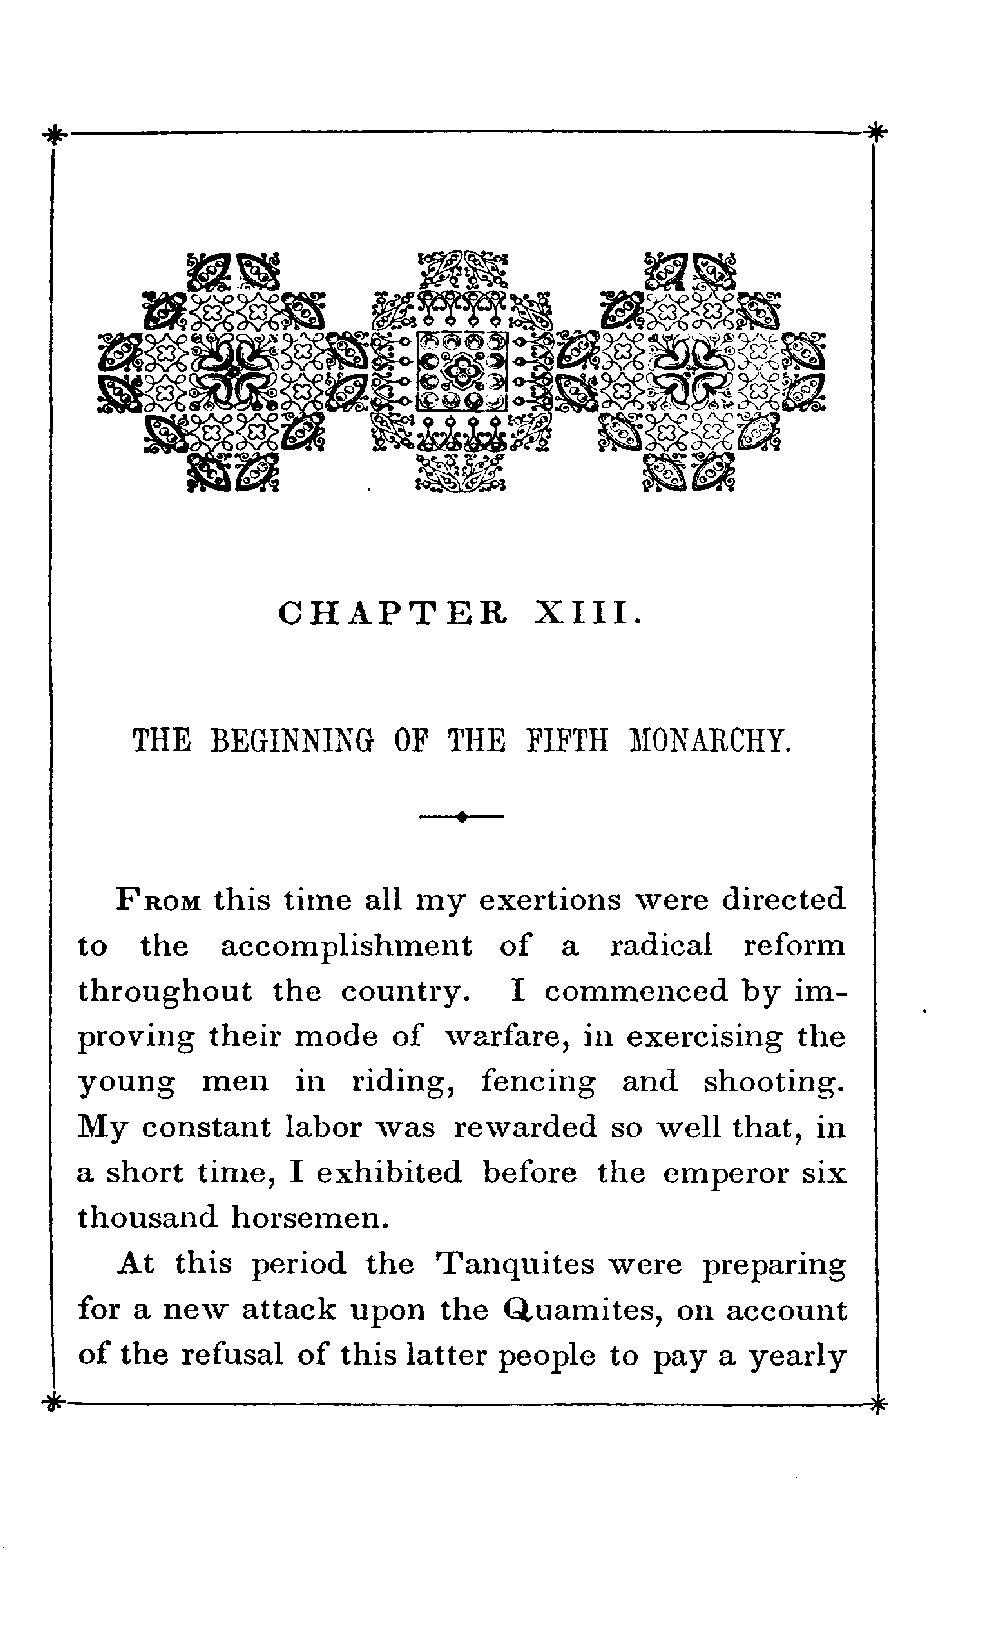 CHAPTER XIII.
THE BEGINNING OF THE FIFTH MONARCHY.
From this time all my exertions were directed
to the accomplishment of a radical reform
throughout the country. I commenced by im-
proving their mode of warfare, in exercising the
young men in riding, fencing and shooting.
My constant labor was rewarded so well that, in
a short time, I exhibited before the emperor six
thousand horsemen.
At this period the Tanquites were preparing
for a new attack upon the Quamites, on account
of the refusal of this latter people to pay a yearly